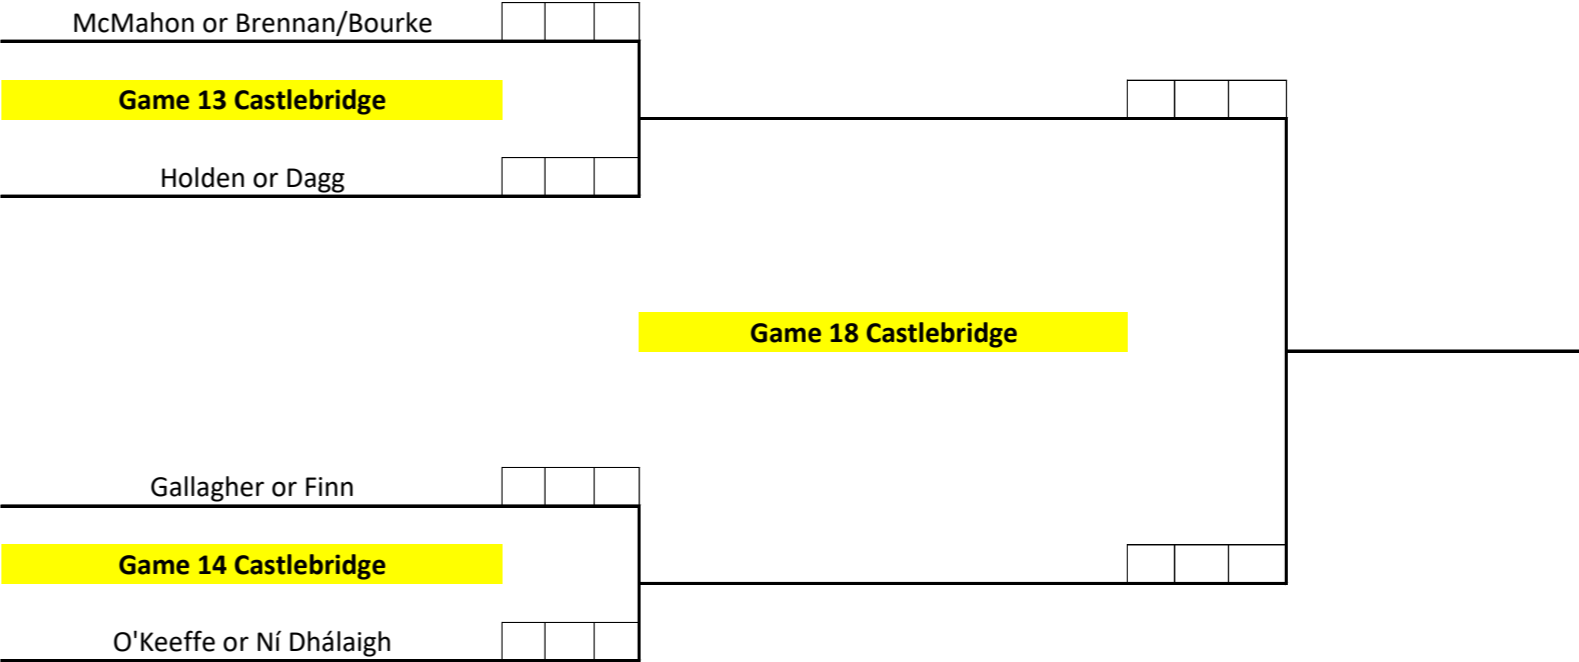 McMahon or Brennan/Bourke
Game 13 Castlebridge
Holden or Dagg
Game 18 Castlebridge
Gallagher or Finn
Game 14 Castlebridge
O'Keeffe or Ní Dhálaigh